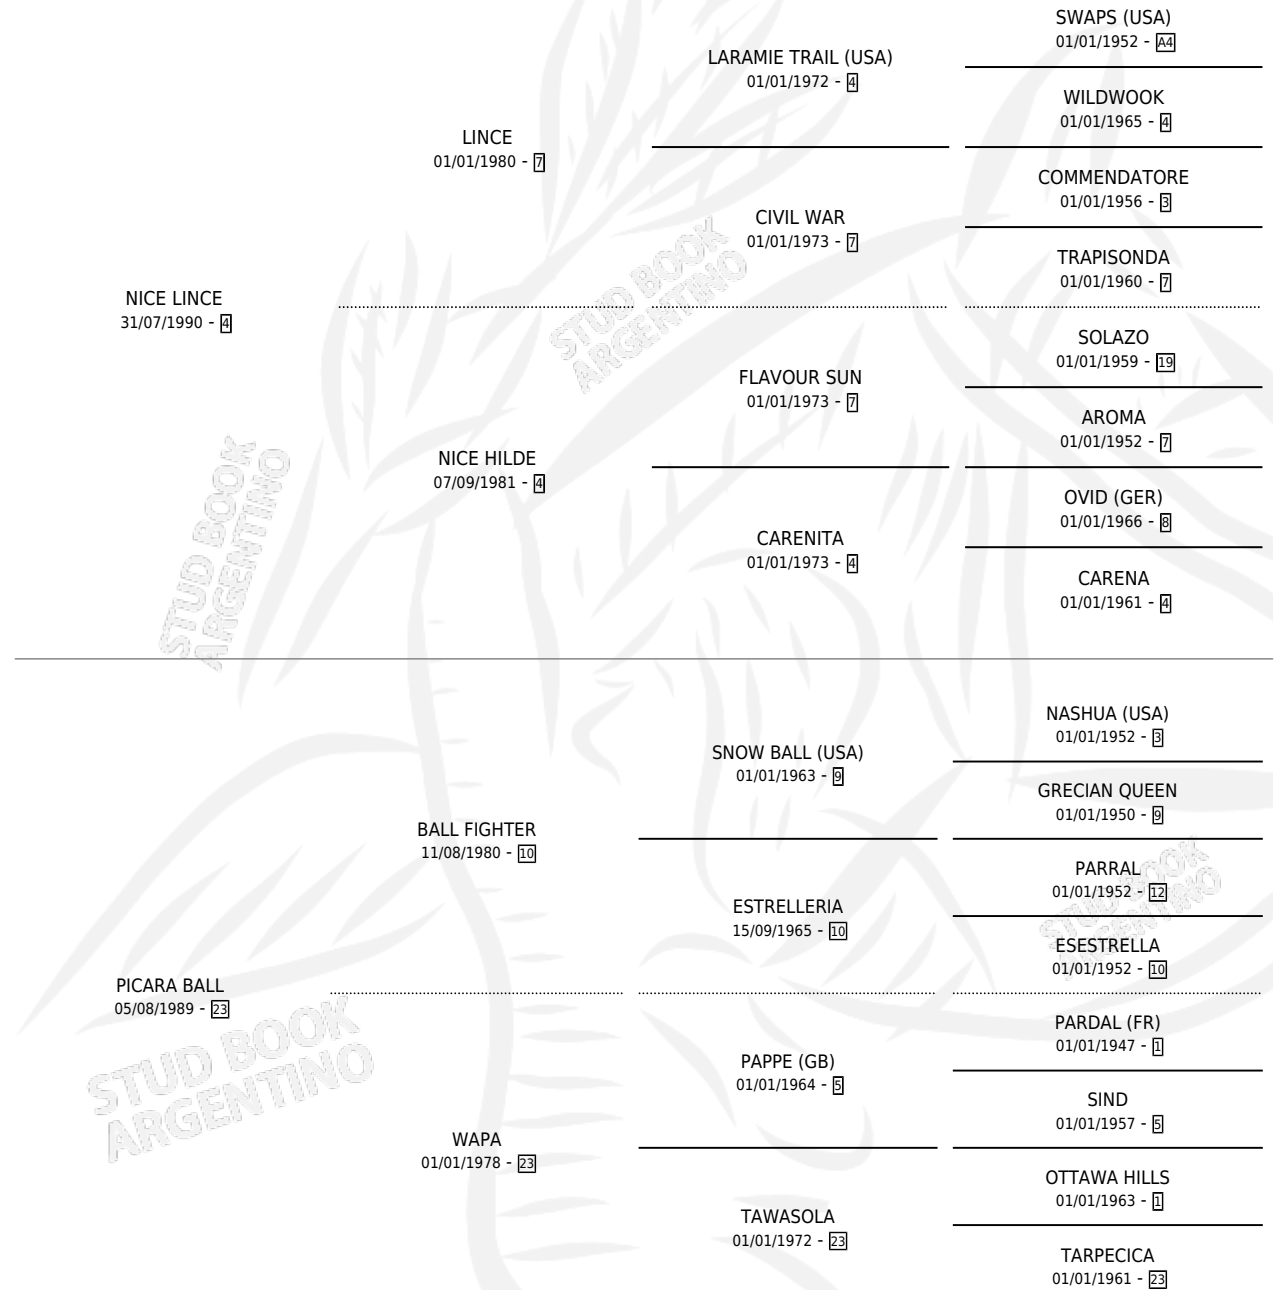 SWAPS (USA)
01/01/1952 - A4
LARAMIE TRAIL (USA)
01/01/1972 - 4
WILDWOOK
01/01/1965 - 4
LINCE
01/01/1980 - 7
COMMENDATORE
01/01/1956 - 3
CIVIL WAR
01/01/1973 - 7
TRAPISONDA
01/01/1960 - 7
NICE LINCE
31/07/1990 - 4
STUD BOOK
ARGENTINO
SOLAZO
01/01/1959 - 19
FLAVOUR SUN
01/01/1973 - 7
AROMA
01/01/1952 - 7
NICE HILDE
07/09/1981 - 4
OVID (GER)
01/01/1966 - 8
CARENITA
01/01/1973 - 4
CARENA
01/01/1961 - 4
STUD BOOK
ARGENTINO
NASHUA (USA)
01/01/1952 - 3
SNOW BALL (USA)
01/01/1963 - 9
GRECIAN QUEEN
01/01/1950 - 9
BALL FIGHTER
11/08/1980 - 10
PARRAL
01/01/1952 - 12
STUD BOOK
ARGENTINO
ESTRELLERIA
15/09/1965 - 10
ESESTRELLA
01/01/1952 - 10
PICARA BALL
05/08/1989 - 23
STUD BOOK
ARGENTINO
PARDAL (FR)
01/01/1947 - 1
PAPPE (GB)
01/01/1964 - 5
SIND
01/01/1957 - 5
WAPA
01/01/1978 - 23
OTTAWA HILLS
01/01/1963 - 1
TAWASOLA
01/01/1972 - 23
TARPECICA
01/01/1961 - 23